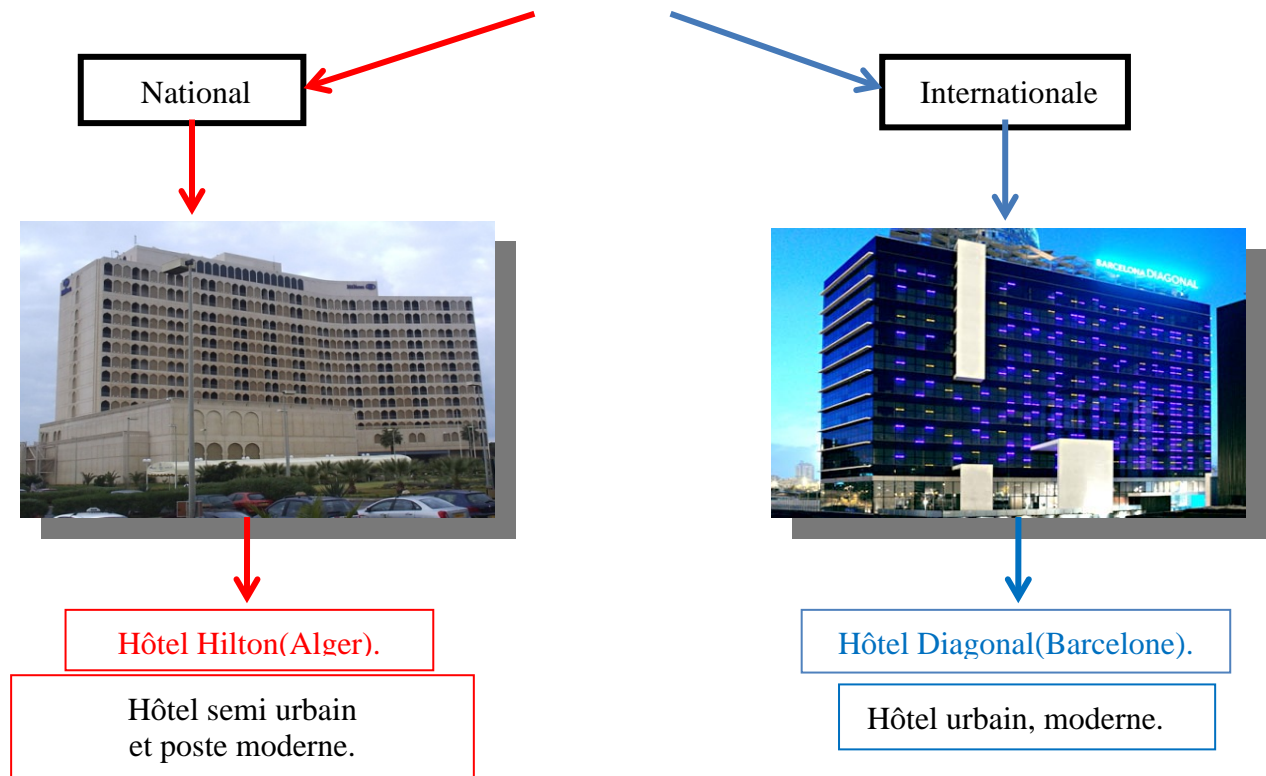 National
Internationale
Hilton
BARCELONA DIAGONAL
Hôtel Hilton(Alger).
Hôtel Diagonal(Barcelone).
Hôtel semi urbain
et poste moderne.
Hôtel urbain, moderne.